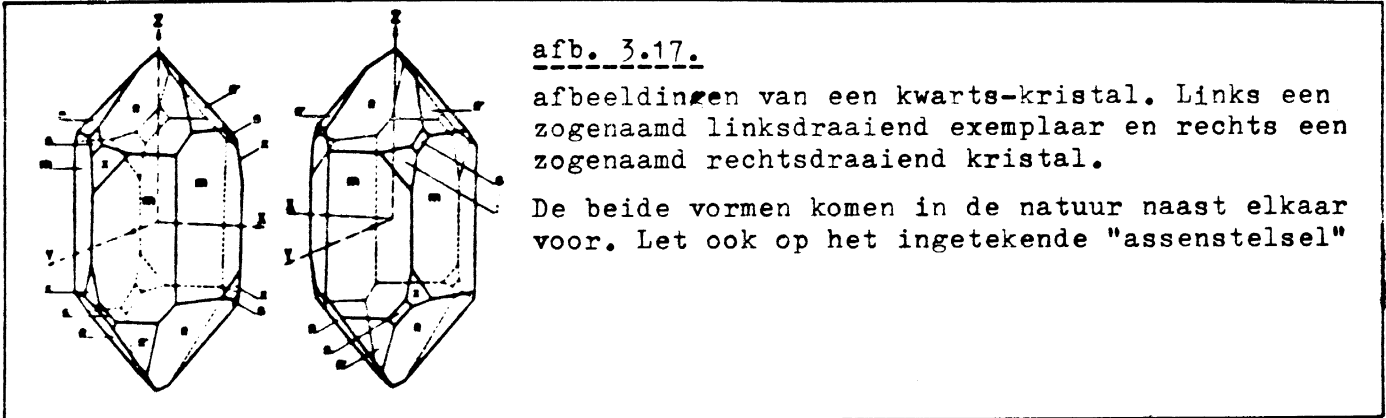 afb. 3.17.
afbeeldingen van een kwarts-kristal. Links een
zogenaamd linksdraaiend exemplaar en rechts een
zogenaamd rechtsdraaiend kristal.
De beide vormen komen in de natuur naast elkaar
voor. Let ook op het ingetekende "assenstelsel"
Z
Z
m
m
m
m
m
X
Y